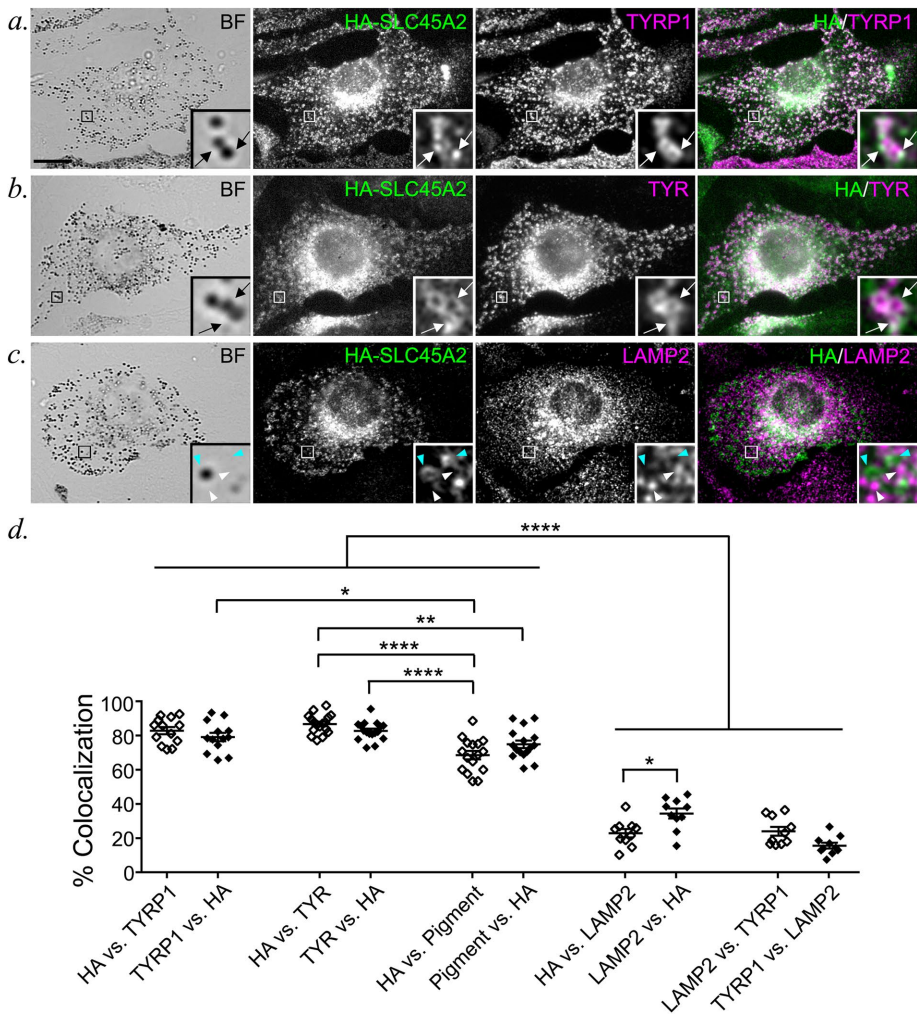 a. BF HA-SLC45A2 TYRP1 HA/TYRP1
b. BF HA-SLC45A2 TYR HA/TYR
c. BF HA-SLC45A2 LAMP2 HA/LAMP2
d.
****
*
**
****
****
*
% Colocalization
100
80
60
40
20
0
HA vs. TYRP1
TYRP1 vs. HA
HA vs. TYR
TYR vs. HA
HA vs. Pigment
Pigment vs. HA
HA vs. LAMP2
LAMP2 vs. HA
LAMP2 vs. TYRP1
TYRP1 vs. LAMP2